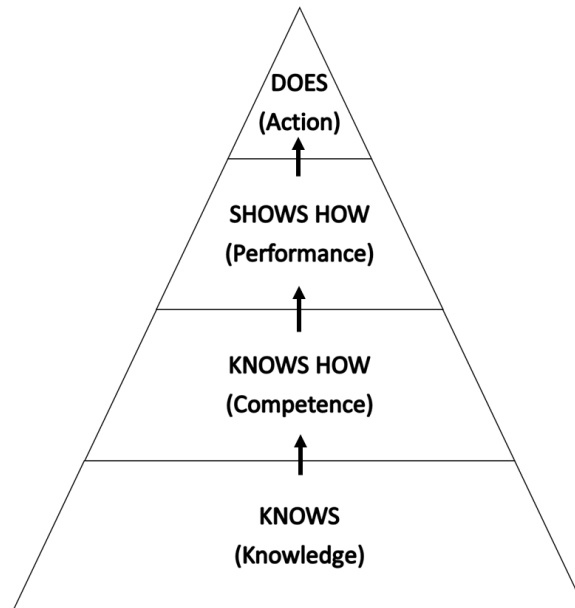 DOES
(Action)
SHOWS HOW
(Performance)
KNOWS HOW
(Competence)
KNOWS
(Knowledge)